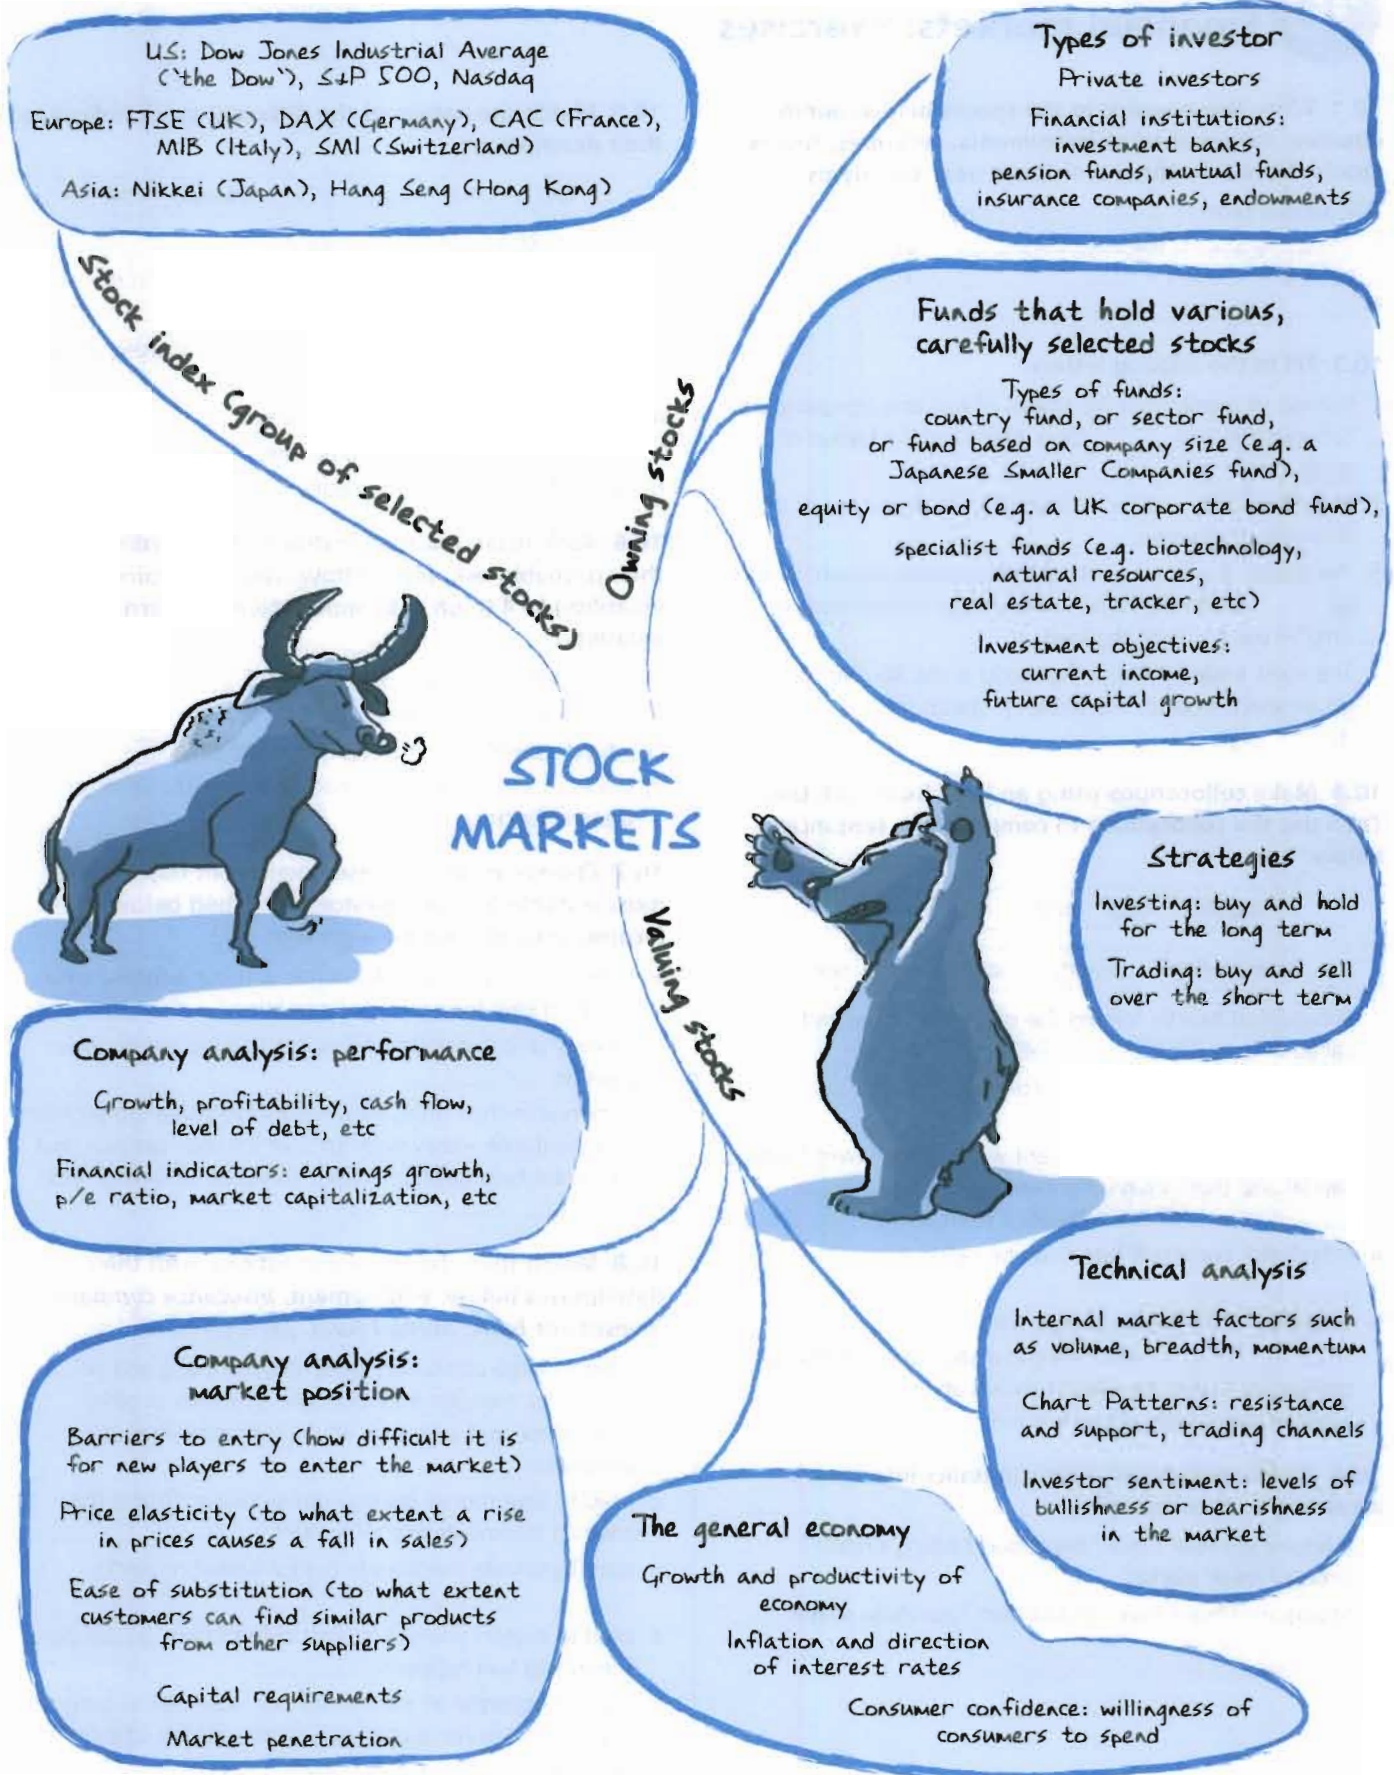 US: Dow Jones Industrial Average
('the Dow'), S&P 500, Nasdaq
Europe: FTSE (UK), DAX (Germany), CAC (France),
MIB (Italy), SMI (Switzerland)
Asia: Nikkei (Japan), Hang Seng (Hong Kong)
Stock index (group of selected stocks)
Owning stocks
Types of investor
Private investors
Financial institutions:
investment banks,
pension funds, mutual funds,
insurance companies, endowments
Funds that hold various,
carefully selected stocks
Types of funds:
country fund, or sector fund,
or fund based on company size (e.g. a
Japanese Smaller Companies fund),
equity or bond (e.g. a UK corporate bond fund),
specialist funds (e.g. biotechnology,
natural resources,
real estate, tracker, etc)
Investment objectives:
current income,
future capital growth
STOCK
MARKETS
Strategies
Investing: buy and hold
for the long term
Trading: buy and sell
over the short term
Valuing stocks
Company analysis: performance
Growth, profitability, cash flow,
level of debt, etc
Financial indicators: earnings growth,
p/e ratio, market capitalization, etc
Company analysis:
market position
Barriers to entry (how difficult it is
for new players to enter the market)
Price elasticity (to what extent a rise
in prices causes a fall in sales)
Ease of substitution (to what extent
customers can find similar products
from other suppliers)
Capital requirements
Market penetration
The general economy
Growth and productivity of
economy
Inflation and direction
of interest rates
Consumer confidence: willingness of
consumers to spend
Technical analysis
Internal market factors such
as volume, breadth, momentum
Chart Patterns: resistance
and support, trading channels
Investor sentiment: levels of
bullishness or bearishness
in the market